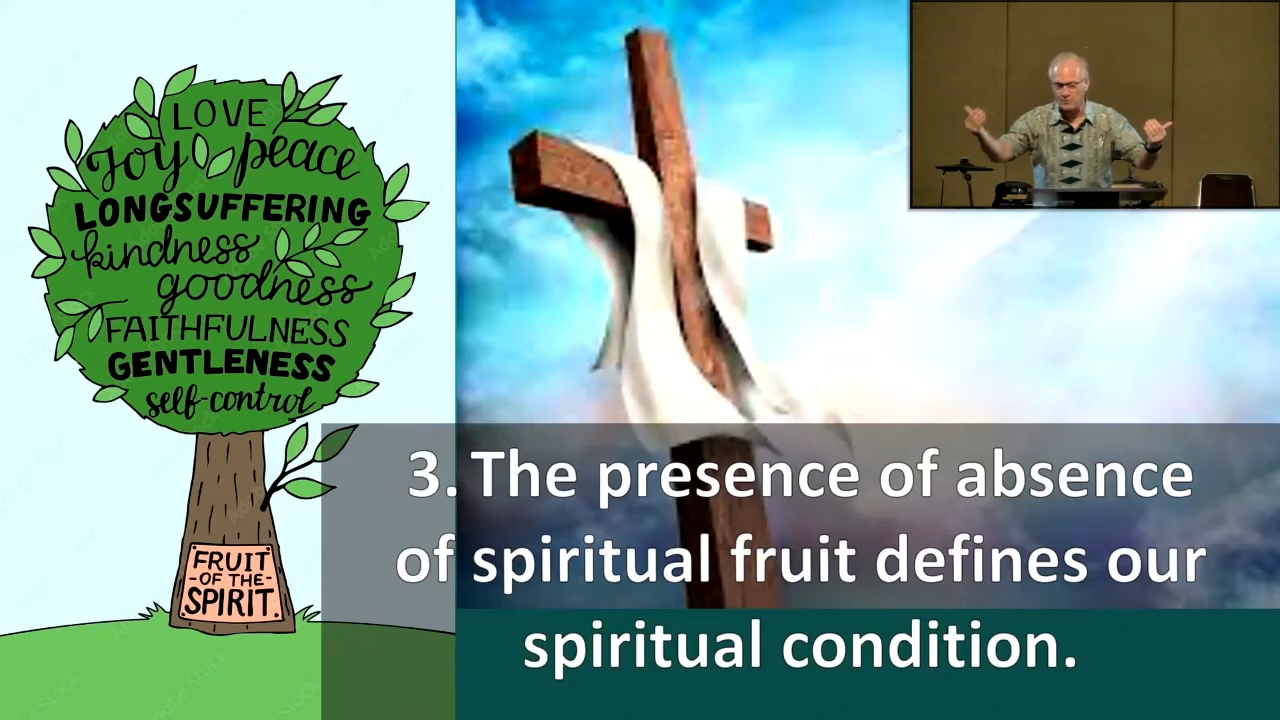 LOVE
Joy peace
LONGSUFFERING
kindness
goodness
FAITHFULNESS
GENTLENESS
self-control
FRUIT
-OF THE-
SPIRIT
3. The presence of absence
of spiritual fruit defines our
spiritual condition.